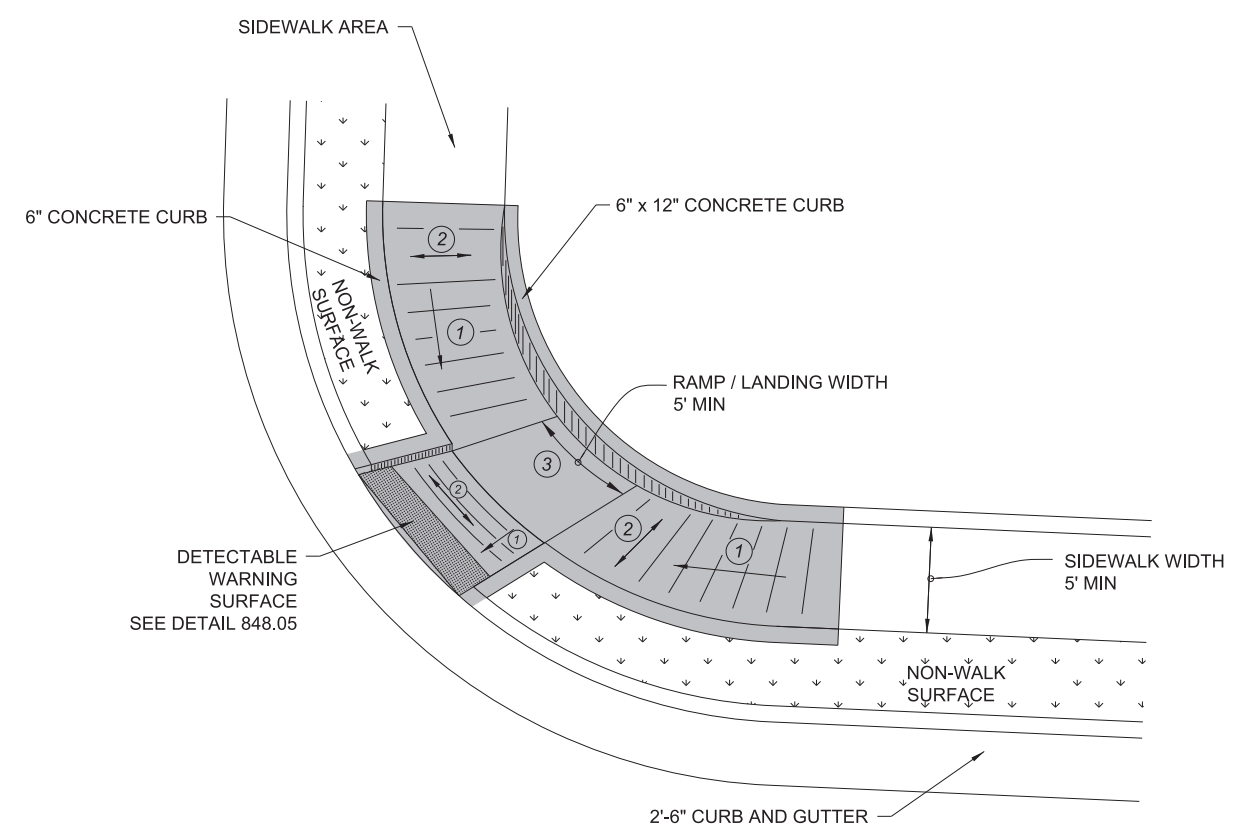 SIDEWALK AREA
6" CONCRETE CURB
6" x 12" CONCRETE CURB
2
NON-WALK
SURFACE
1
RAMP / LANDING WIDTH
5' MIN
3
2
1
2
1
DETECTABLE
WARNING
SURFACE
SEE DETAIL 848.05
SIDEWALK WIDTH
5' MIN
NON-WALK
SURFACE
2'-6" CURB AND GUTTER